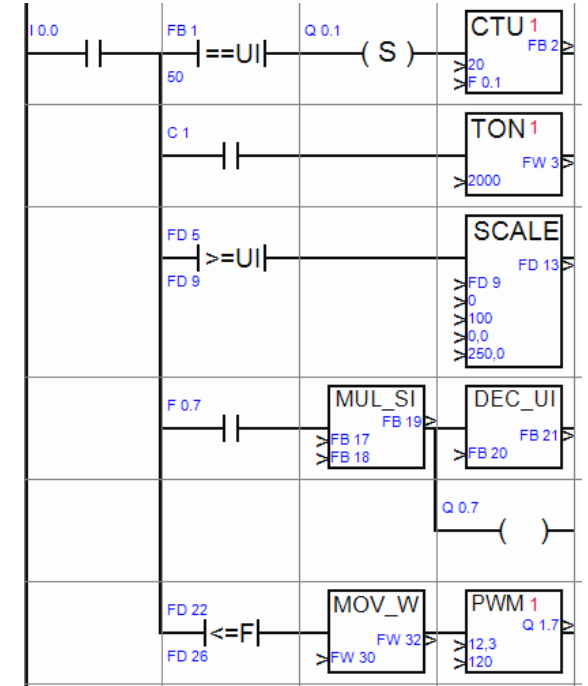 I 0.0 FB 1 Q 0.1 CTU 1
==UI ( S ) FB 2
50 20
F 0.1
C 1 TON 1
FW 3
2000
FD 5 SCALE
>=UI FD 13
FD 9 FD 9
0
100
0,0
250,0
F 0.7 MUL_SI DEC_UI
FB 19 FB 21
FB 17 FB 20
FB 18
Q 0.7
( )
FD 22 MOV_W PWM 1
<=F FW 32 Q 1.7
FD 26 FW 30 12,3
120